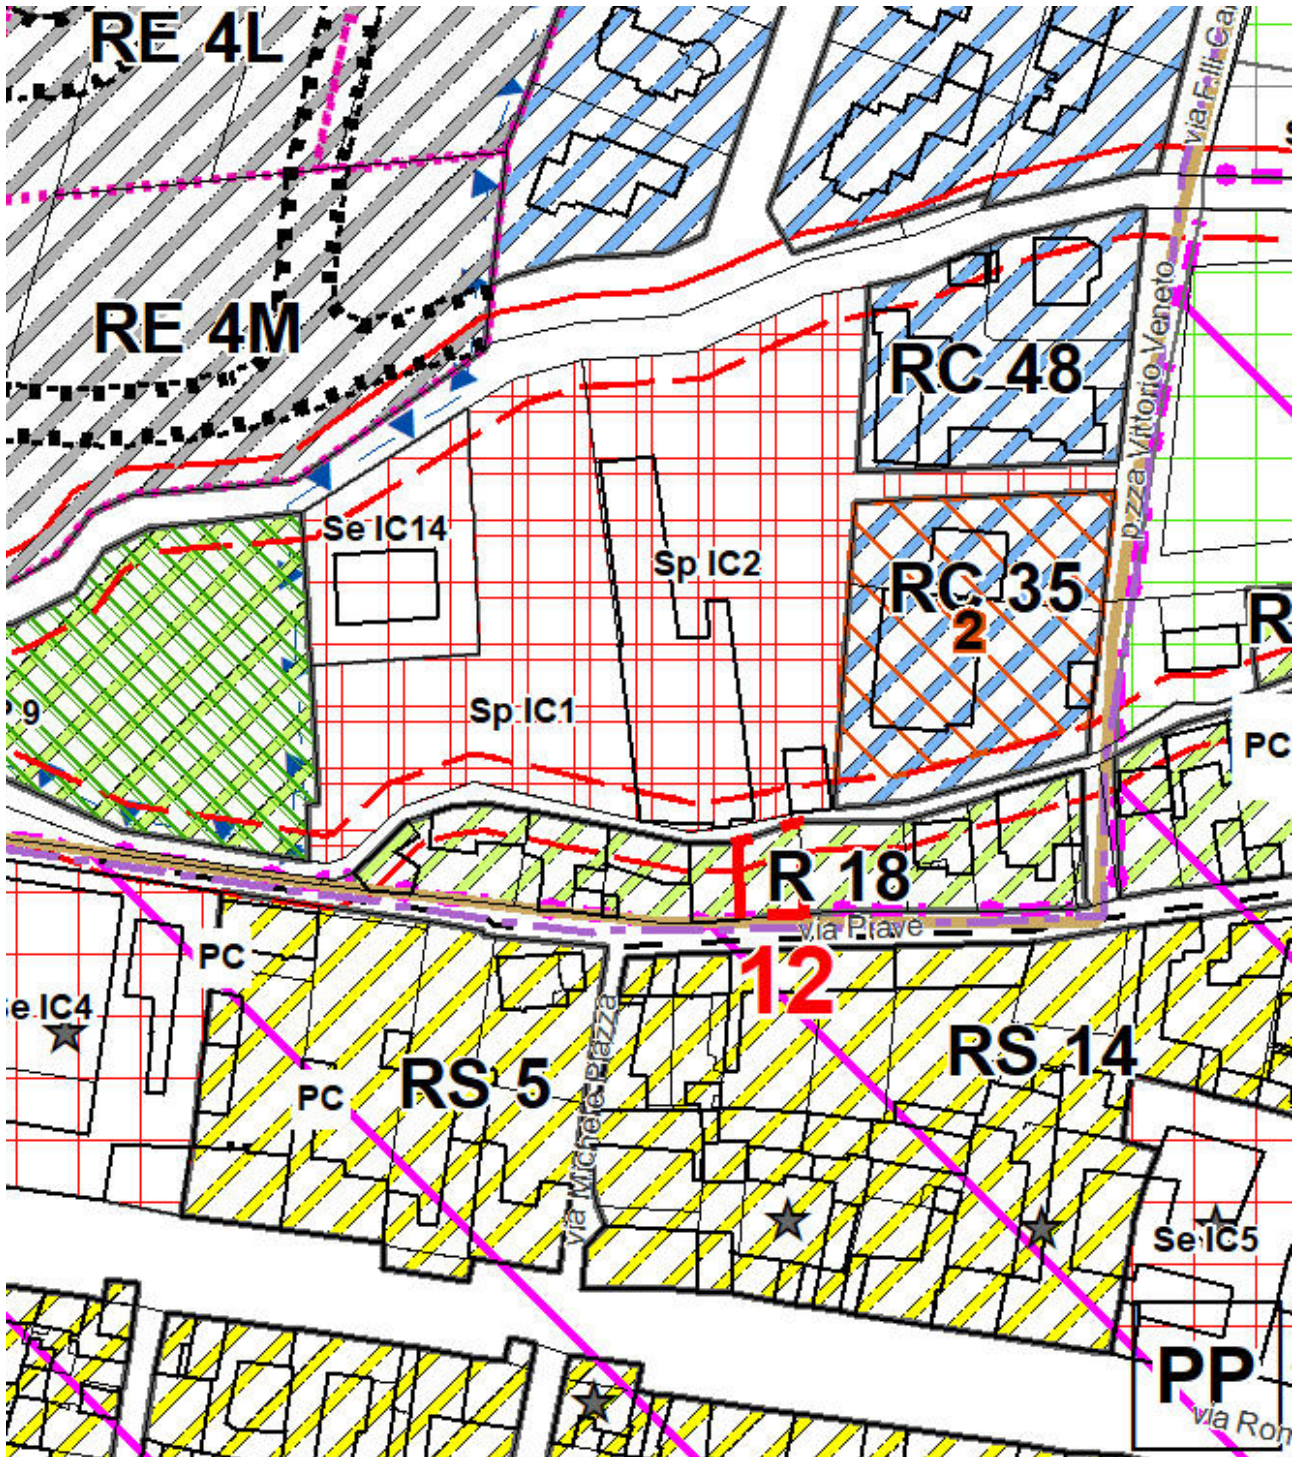 RE 4L
via F.lli Ca
RE 4M
pzza Vittorio Veneto
RC 48
Se IC14
Sp IC2
RC 35
2
R
9
Sp IC1
PC
R 18
via Piave
PC
12
e IC4
RS 14
RS 5
PC
via Michele Piazza
Se IC5
PP
via Rom